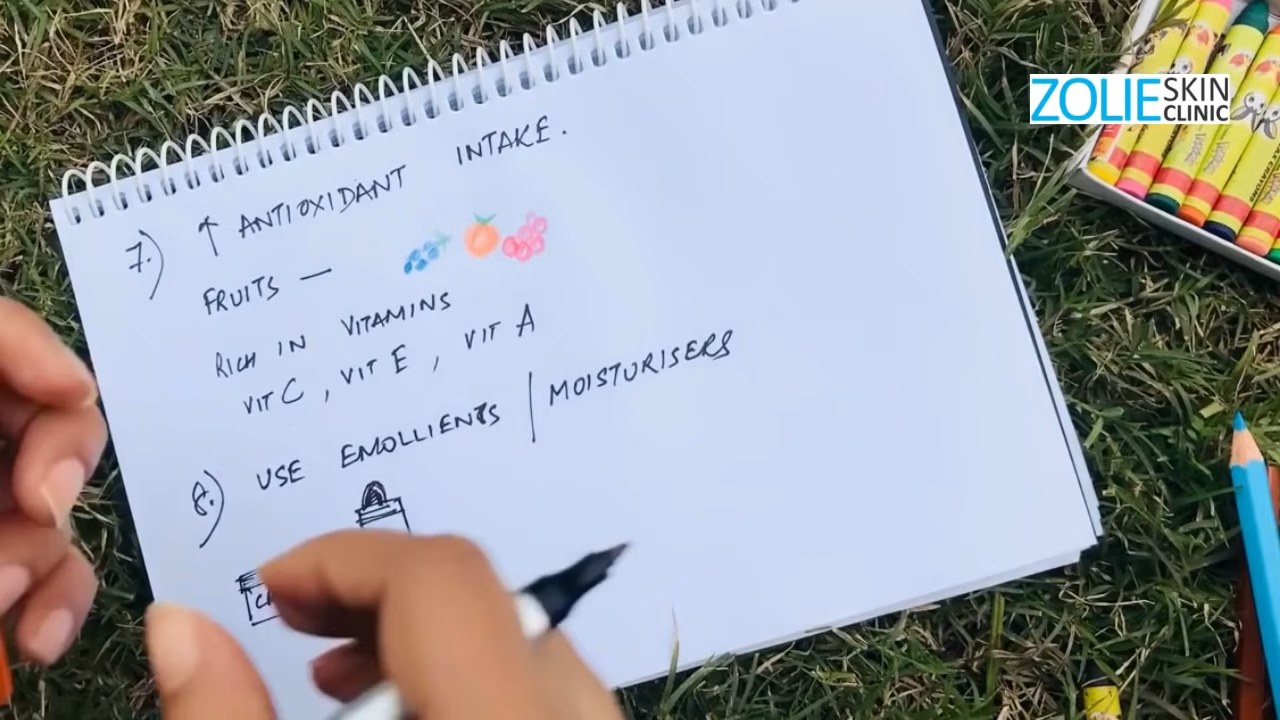 ZOLIE SKIN CLINIC
7.) ↑ ANTIOXIDANT INTAKE.
FRUITS —
RICH IN VITAMINS
VIT C, VIT E, VIT A
8.) USE EMOLLIENTS / MOISTURISERS